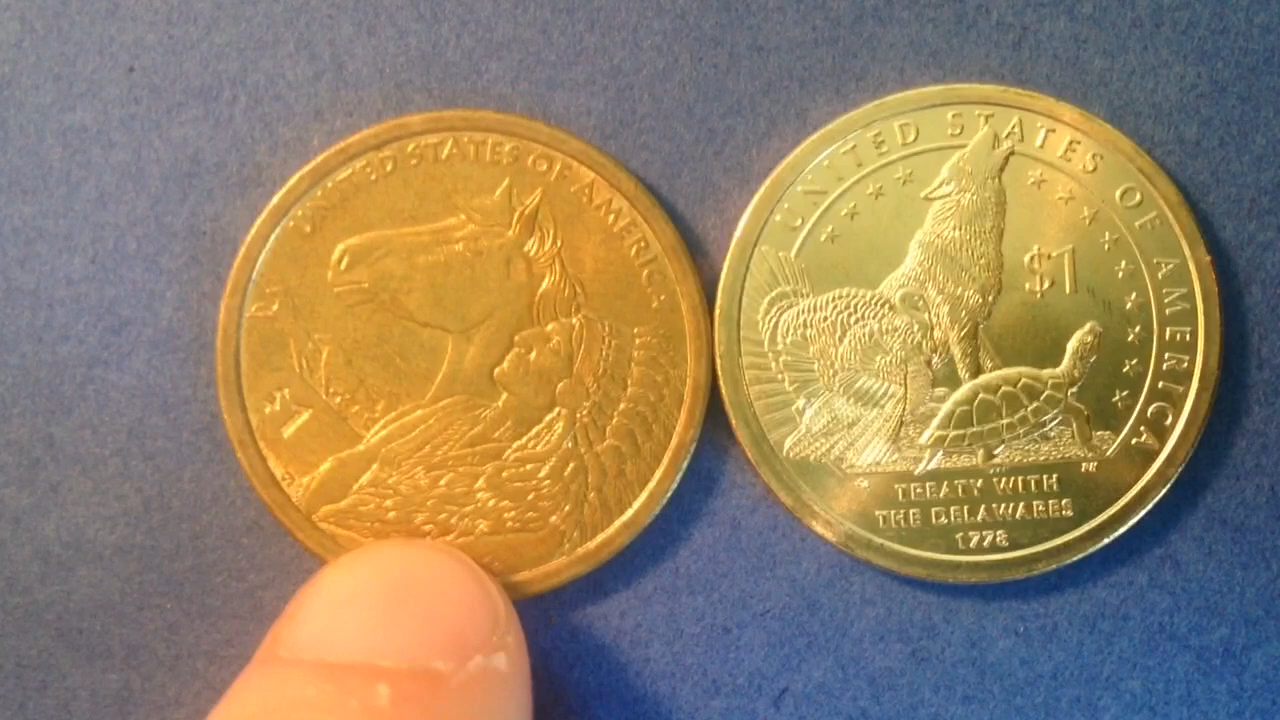 UNITED STATES OF AMERICA
$1
UNITED STATES OF AMERICA
$1
TREATY WITH
THE DELAWARES
1778